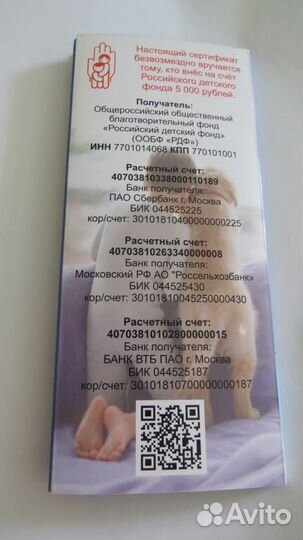 Настоящий сертификат
безвозмездно вручается
тому, кто внёс на счёт
Российского детского
фонда 5 000 рублей.
Получатель:
Общероссийский общественный
благотворительный фонд
«Российский детский фонд»
(ООБФ «РДФ»)
ИНН 7701014068 КПП 770101001
Расчетный счет:
40703810338000110189
Банк получателя:
ПАО Сбербанк г. Москва
БИК 044525225
кор/счет: 30101810400000000225
Расчетный счет:
40703810263340000008
Банк получателя:
Московский РФ АО "Россельхозбанк»
БИК 044525430
кор/счет: 30101810045250000430
Расчетный счет:
40703810102800000015
Банк получателя:
БАНК ВТБ ПАО г. Москва
БИК 044525187
кор/счет: 30101810700000000187
Avito